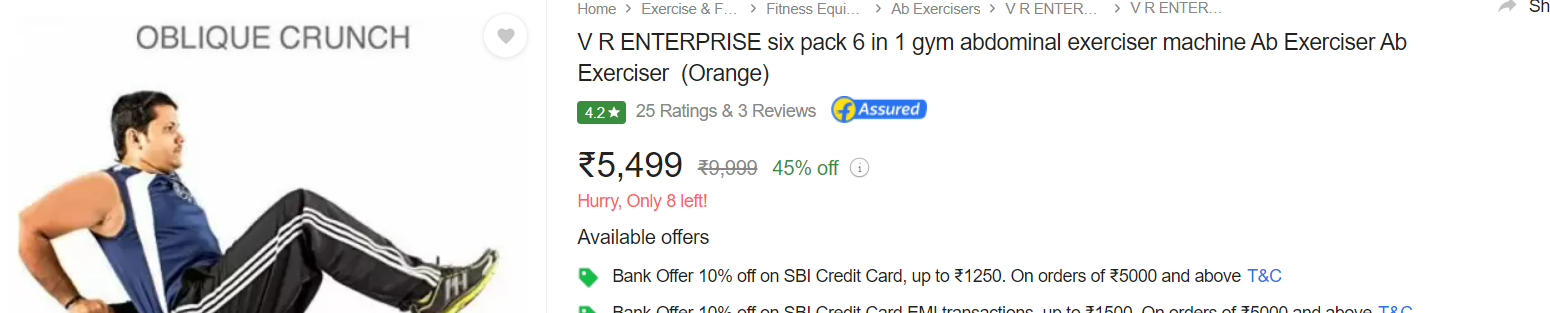 OBLIQUE CRUNCH
Home > Exercise & F... > Fitness Equi... > Ab Exercisers > V R ENTER... > V R ENTER...
Sh
V R ENTERPRISE six pack 6 in 1 gym abdominal exerciser machine Ab Exerciser Ab
Exerciser (Orange)
4.2★ 25 Ratings & 3 Reviews f Assured
₹5,499 ₹9,999 45% off i
Hurry, Only 8 left!
Available offers
Bank Offer 10% off on SBI Credit Card, up to ₹1250. On orders of ₹5000 and above T&C
Bank Offer 10% off on SBI Credit Card EMI transactions, up to ₹1500. On orders of ₹5000 and above T&C